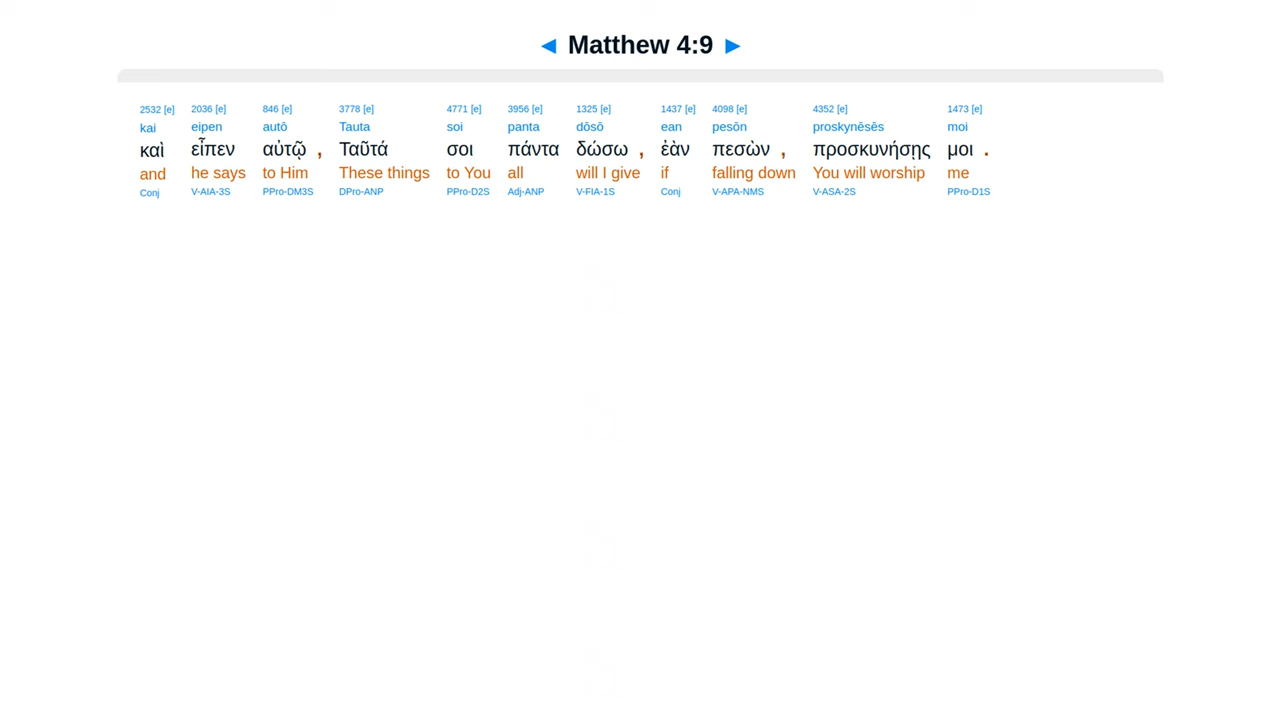 ◄ Matthew 4:9 ►
2532 [e] 2036 [e] 846 [e] 3778 [e] 4771 [e] 3956 [e] 1325 [e] 1437 [e] 4098 [e] 4352 [e] 1473 [e]
kai eipen autō Tauta soi panta dōsō ean pesōn proskynēsēs moi
καὶ εἶπεν αὐτῷ , Ταῦτά σοι πάντα δώσω , ἐὰν πεσὼν , προσκυνήσῃς μοι .
and he says to Him These things to You all will I give if falling down You will worship me
Conj V-AIA-3S PPro-DM3S DPro-ANP PPro-D2S Adj-ANP V-FIA-1S Conj V-APA-NMS V-ASA-2S PPro-D1S